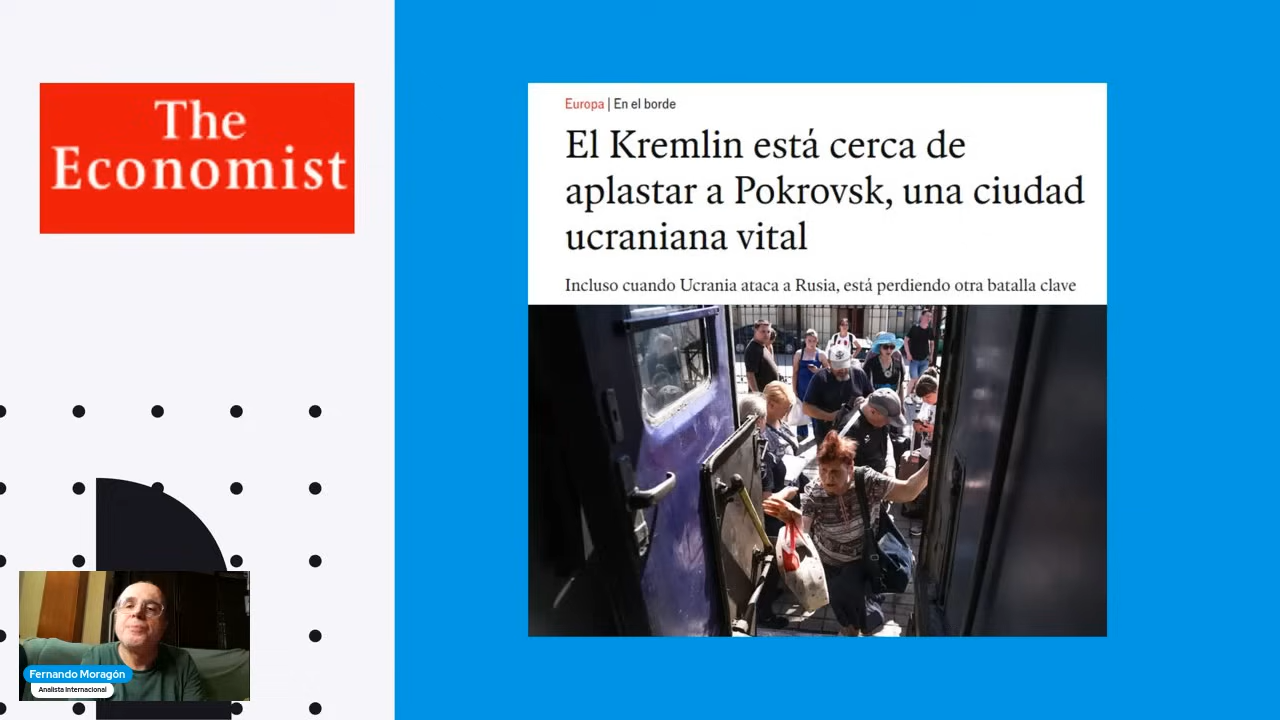 The
Economist
Europa | En el borde
El Kremlin está cerca de
aplastar a Pokrovsk, una ciudad
ucraniana vital
Incluso cuando Ucrania ataca a Rusia, está perdiendo otra batalla clave
Fernando Moragón
Analista Internacional